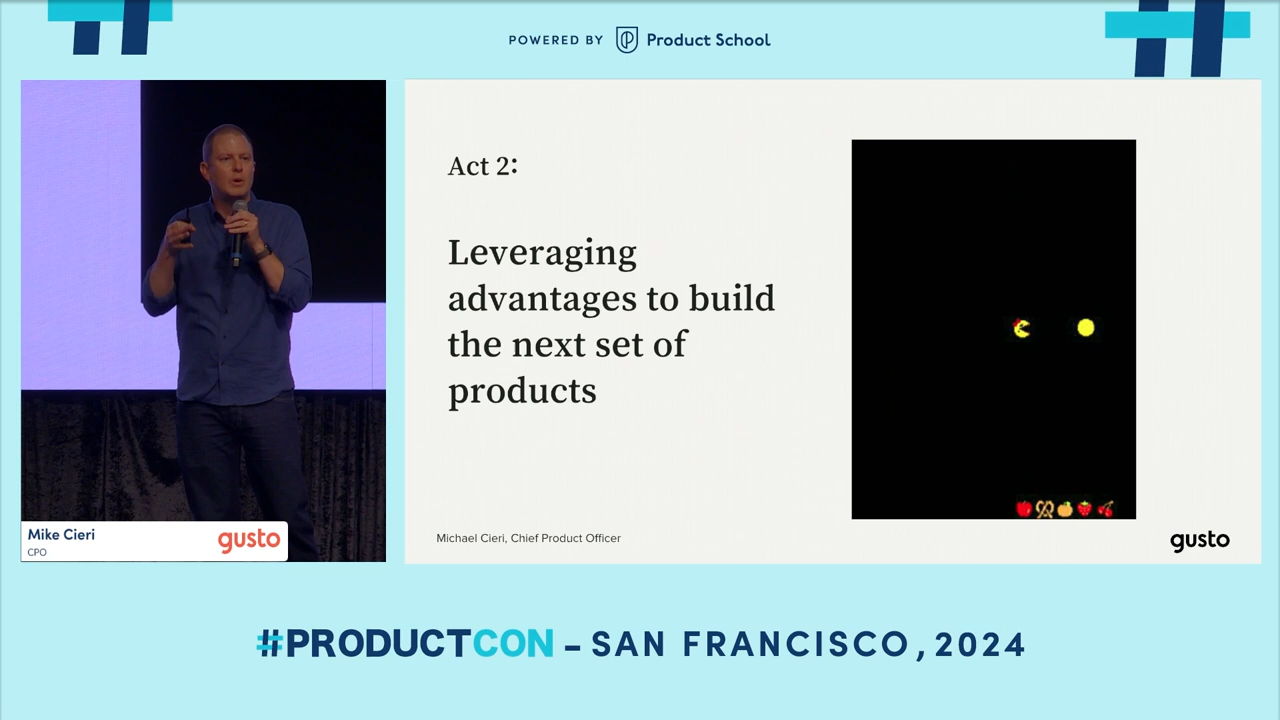 POWERED BY Product School
Act 2:
Leveraging
advantages to build
the next set of
products
Mike Cieri
CPO
gusto
Michael Cieri, Chief Product Officer
gusto
#PRODUCTCON – SAN FRANCISCO, 2024